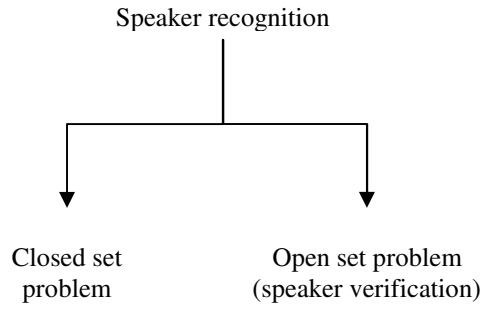 Speaker recognition
Closed set
problem
Open set problem
(speaker verification)